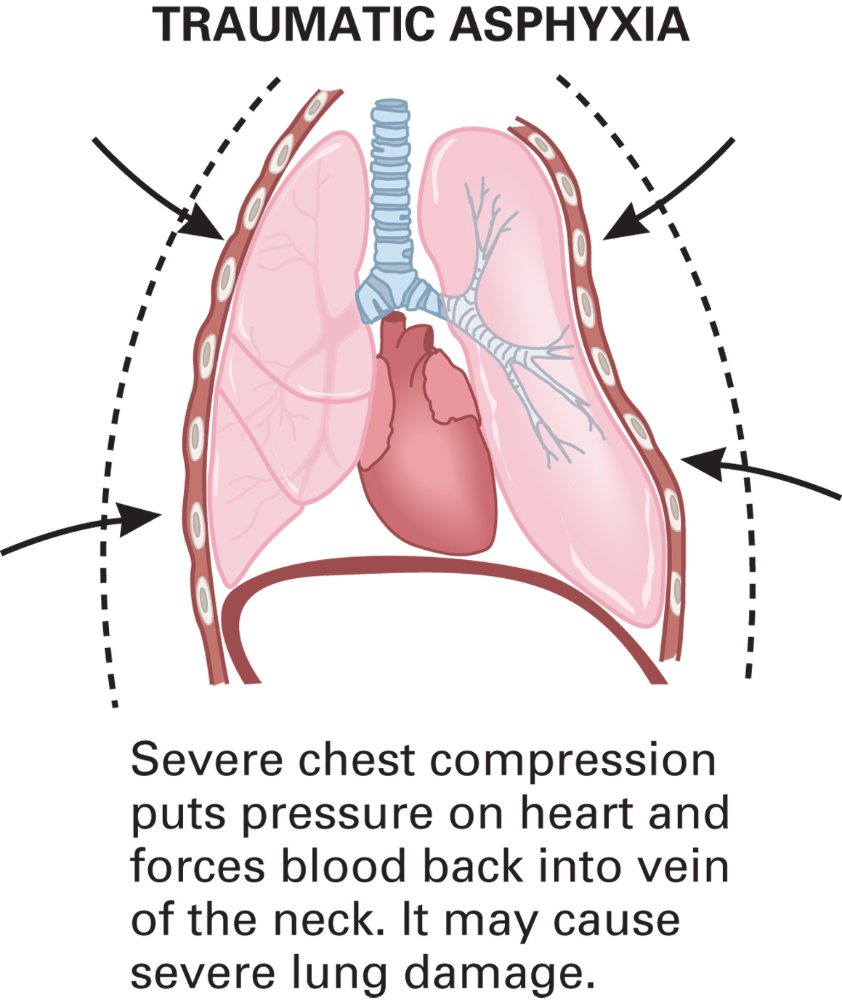 TRAUMATIC ASPHYXIA
Severe chest compression
puts pressure on heart and
forces blood back into vein
of the neck. It may cause
severe lung damage.